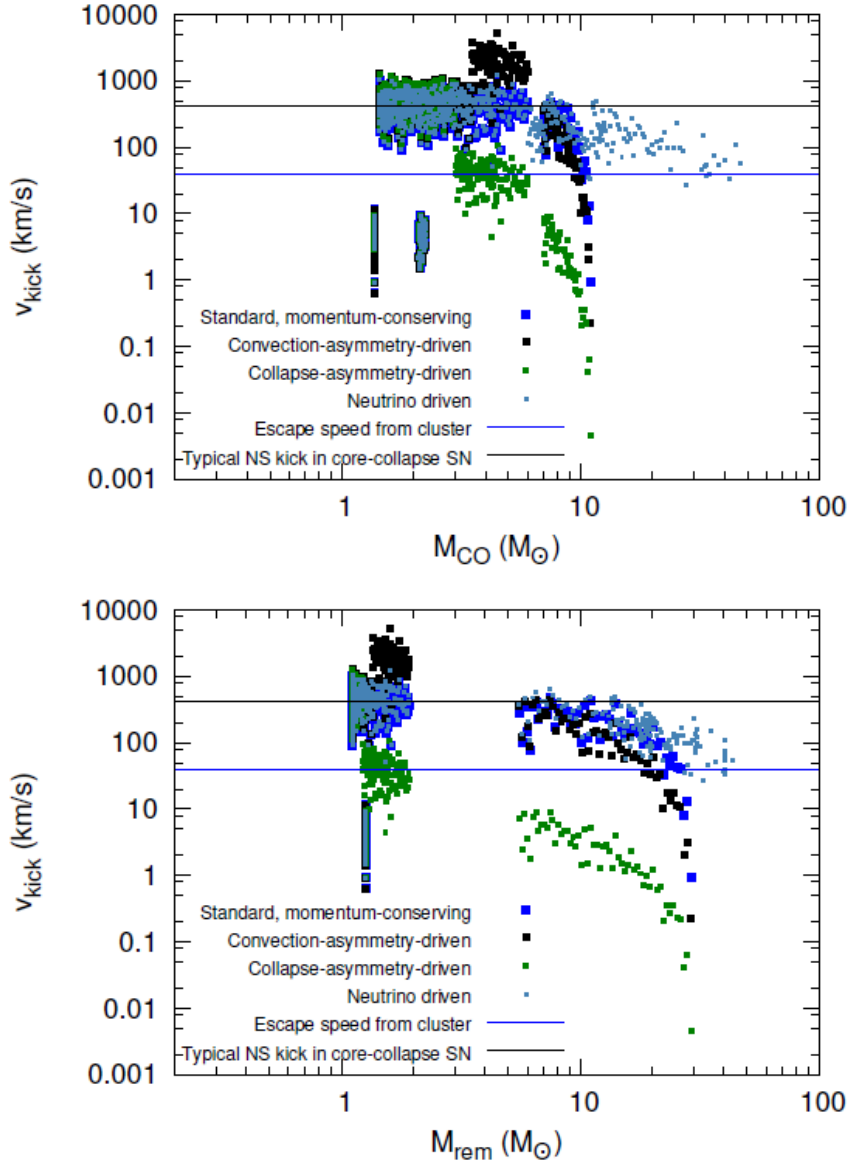 10000
1000
100
10
1
0.1
0.01
0.001
v_kick (km/s)
Standard, momentum-conserving
Convection-asymmetry-driven
Collapse-asymmetry-driven
Neutrino driven
Escape speed from cluster
Typical NS kick in core-collapse SN
1 10 100
M_CO (M_⊙)
10000
1000
100
10
1
0.1
0.01
0.001
v_kick (km/s)
Standard, momentum-conserving
Convection-asymmetry-driven
Collapse-asymmetry-driven
Neutrino driven
Escape speed from cluster
Typical NS kick in core-collapse SN
1 10 100
M_rem (M_⊙)